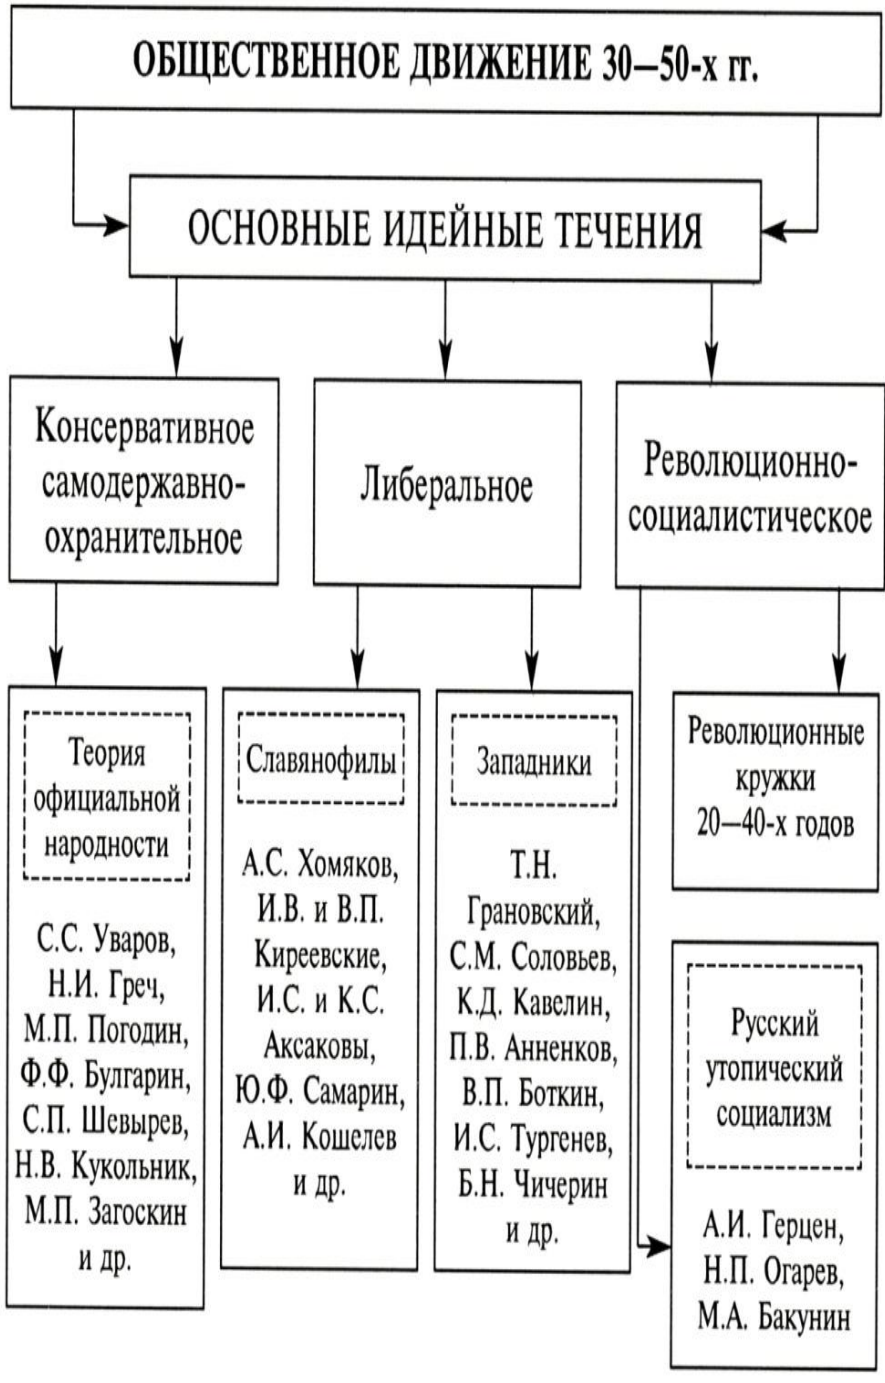 ОБЩЕСТВЕННОЕ ДВИЖЕНИЕ 30—50-х гг.
ОСНОВНЫЕ ИДЕЙНЫЕ ТЕЧЕНИЯ
Консервативное
самодержавно-
охранительное
Либеральное
Революционно-
социалистическое
Теория
официальной
народности
С.С. Уваров,
Н.И. Греч,
М.П. Погодин,
Ф.Ф. Булгарин,
С.П. Шевырев,
Н.В. Кукольник,
М.П. Загоскин
и др.
Славянофилы
А.С. Хомяков,
И.В. и В.П.
Киреевские,
И.С. и К.С.
Аксаковы,
Ю.Ф. Самарин,
А.И. Кошелев
и др.
Западники
Т.Н.
Грановский,
С.М. Соловьев,
К.Д. Кавелин,
П.В. Анненков,
В.П. Боткин,
И.С. Тургенев,
Б.Н. Чичерин
и др.
Революционные
кружки
20—40-х годов
Русский
утопический
социализм
А.И. Герцен,
Н.П. Огарев,
М.А. Бакунин